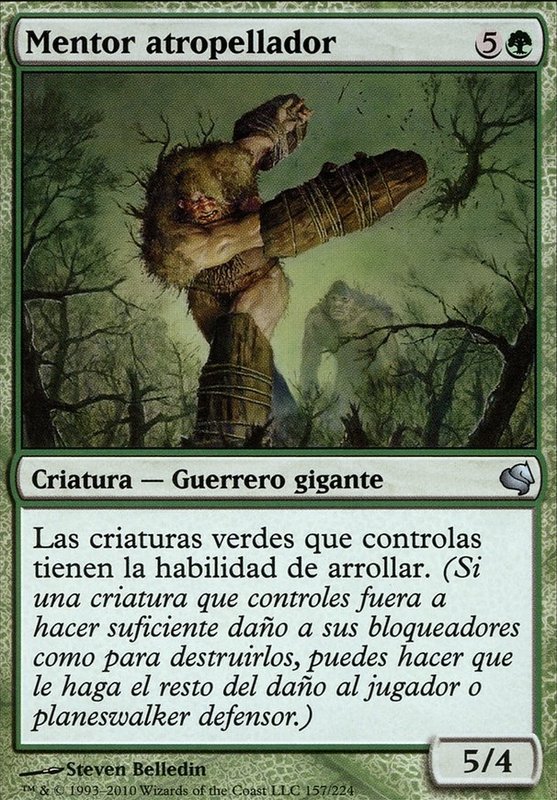 Mentor atropellador 5
Criatura — Guerrero gigante
Las criaturas verdes que controlas
tienen la habilidad de arrollar. (Si
una criatura que controles fuera a
hacer suficiente daño a sus bloqueadores
como para destruirlos, puedes hacer que
le haga el resto del daño al jugador o
planeswalker defensor.)
5/4
Steven Belledin
™ & © 1993–2010 Wizards of the Coast LLC 157/224